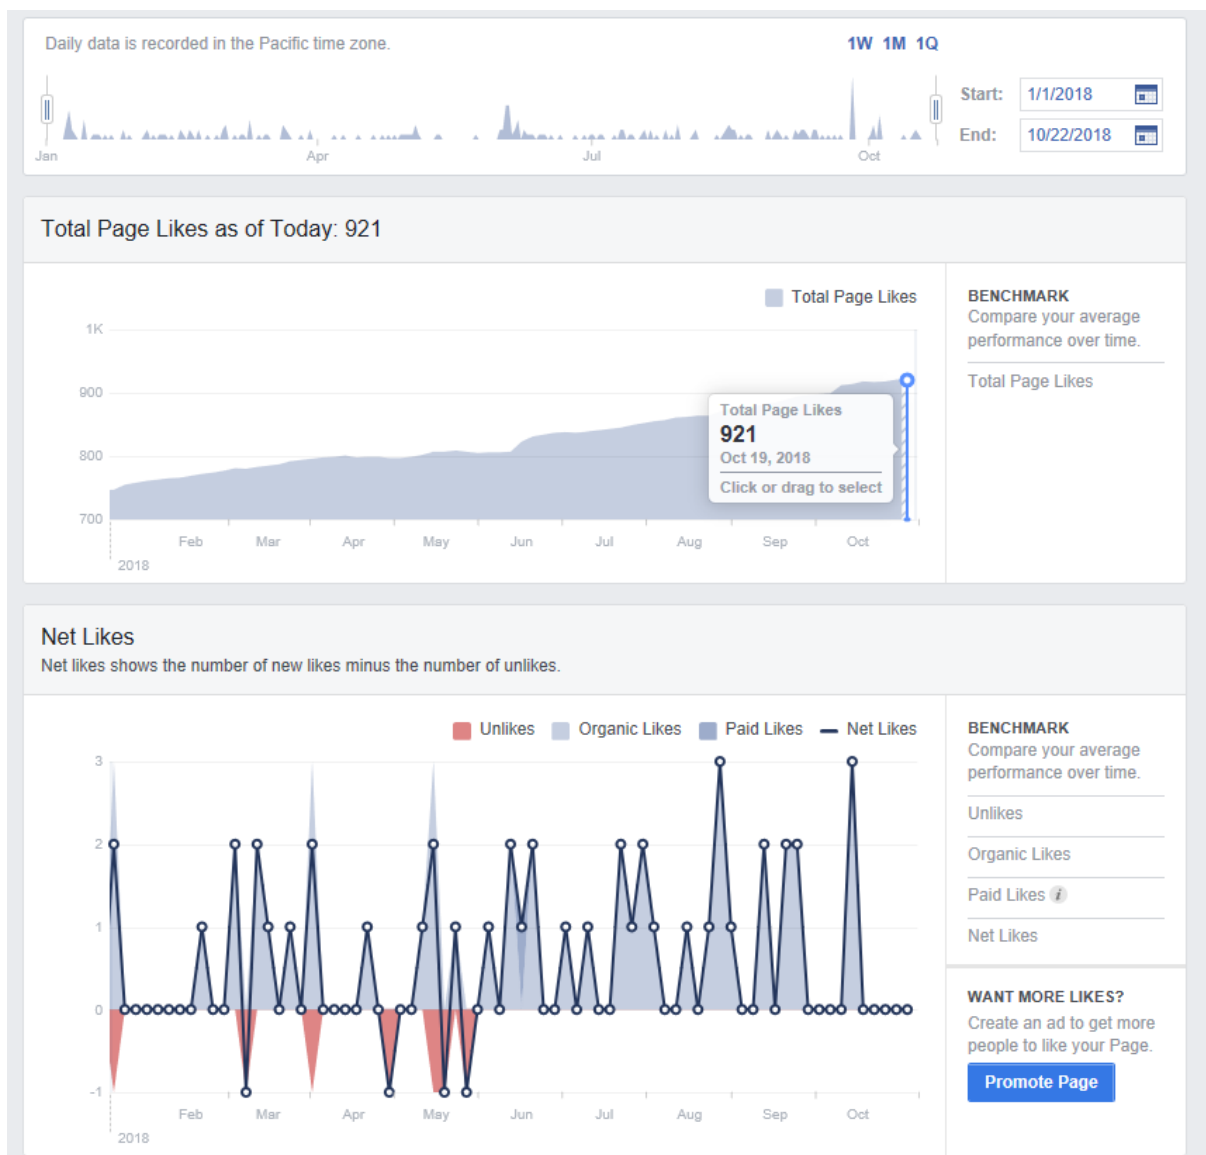 Daily data is recorded in the Pacific time zone.
1W 1M 1Q
Start: 1/1/2018
End: 10/22/2018
Jan Apr Jul Oct
Total Page Likes as of Today: 921
Total Page Likes
BENCHMARK
Compare your average
performance over time.
Total Page Likes
1K
900
800
700
Total Page Likes
921
Oct 19, 2018
Click or drag to select
Feb Mar Apr May Jun Jul Aug Sep Oct
2018
Net Likes
Net likes shows the number of new likes minus the number of unlikes.
Unlikes Organic Likes Paid Likes Net Likes
3
2
1
0
-1
Feb Mar Apr May Jun Jul Aug Sep Oct
2018
BENCHMARK
Compare your average
performance over time.
Unlikes
Organic Likes
Paid Likes i
Net Likes
WANT MORE LIKES?
Create an ad to get more
people to like your Page.
Promote Page